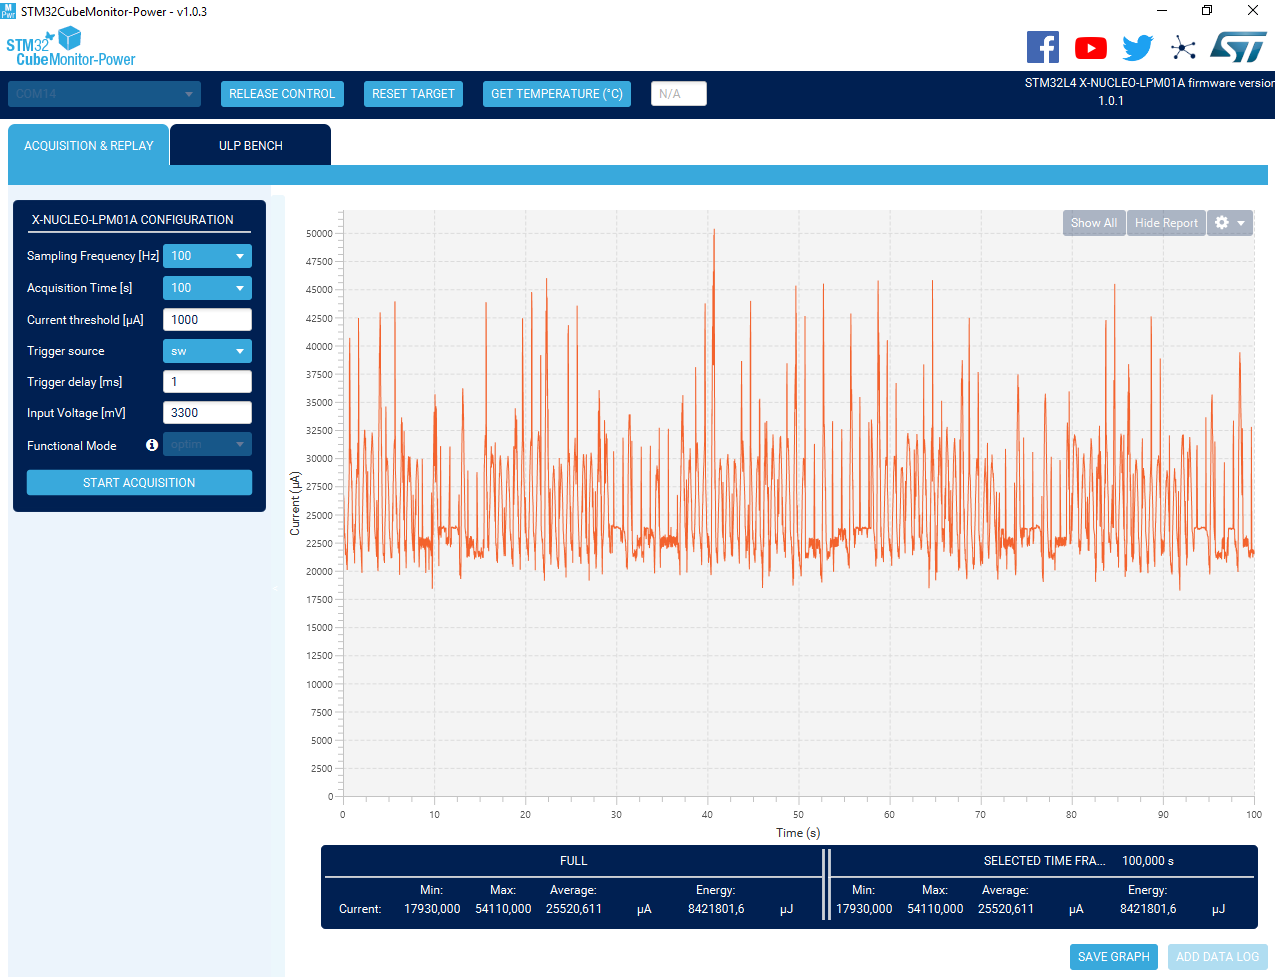 M
Pwr
STM32CubeMonitor-Power - v1.0.3
STM32
CubeMonitor-Power
COM14
RELEASE CONTROL
RESET TARGET
GET TEMPERATURE (°C)
N/A
STM32L4 X-NUCLEO-LPM01A firmware version
1.0.1
ACQUISITION & REPLAY
ULP BENCH
X-NUCLEO-LPM01A CONFIGURATION
Sampling Frequency [Hz] 100
Acquisition Time [s] 100
Current threshold [µA] 1000
Trigger source sw
Trigger delay [ms] 1
Input Voltage [mV] 3300
Functional Mode optim
START ACQUISITION
Show All
Hide Report
Current (µA)
50000
47500
45000
42500
40000
37500
35000
32500
30000
27500
25000
22500
20000
17500
15000
12500
10000
7500
5000
2500
0
0 10 20 30 40 50 60 70 80 90 100
Time (s)
FULL
Min: Max: Average: Energy:
Current: 17930,000 54110,000 25520,611 µA 8421801,6 µJ
SELECTED TIME FRA... 100,000 s
Min: Max: Average: Energy:
17930,000 54110,000 25520,611 µA 8421801,6 µJ
SAVE GRAPH
ADD DATA LOG